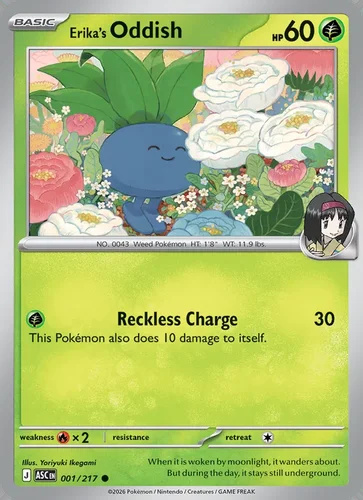 BASIC
Erika's Oddish HP 60
NO. 0043 Weed Pokémon HT: 1'8" WT: 11.9 lbs.
Reckless Charge 30
This Pokémon also does 10 damage to itself.
weakness ×2 resistance retreat
Illus. Yoriyuki Ikegami
When it is woken by moonlight, it wanders about.
J ASC EN 001/217
But during the day, it stays still underground.
©2026 Pokémon / Nintendo / Creatures / GAME FREAK